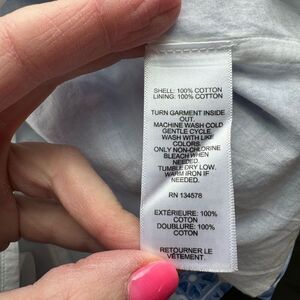 SHELL: 100% COTTON
LINING: 100% COTTON
TURN GARMENT INSIDE
OUT.
MACHINE WASH COLD
GENTLE CYCLE.
WASH WITH LIKE
COLORS.
ONLY NON-CHLORINE
BLEACH WHEN
NEEDED.
TUMBLE DRY LOW.
WARM IRON IF
NEEDED.
RN 134578
EXTÉRIEURE: 100%
COTON
DOUBLURE: 100%
COTON
RETOURNER LE
VÊTEMENT.